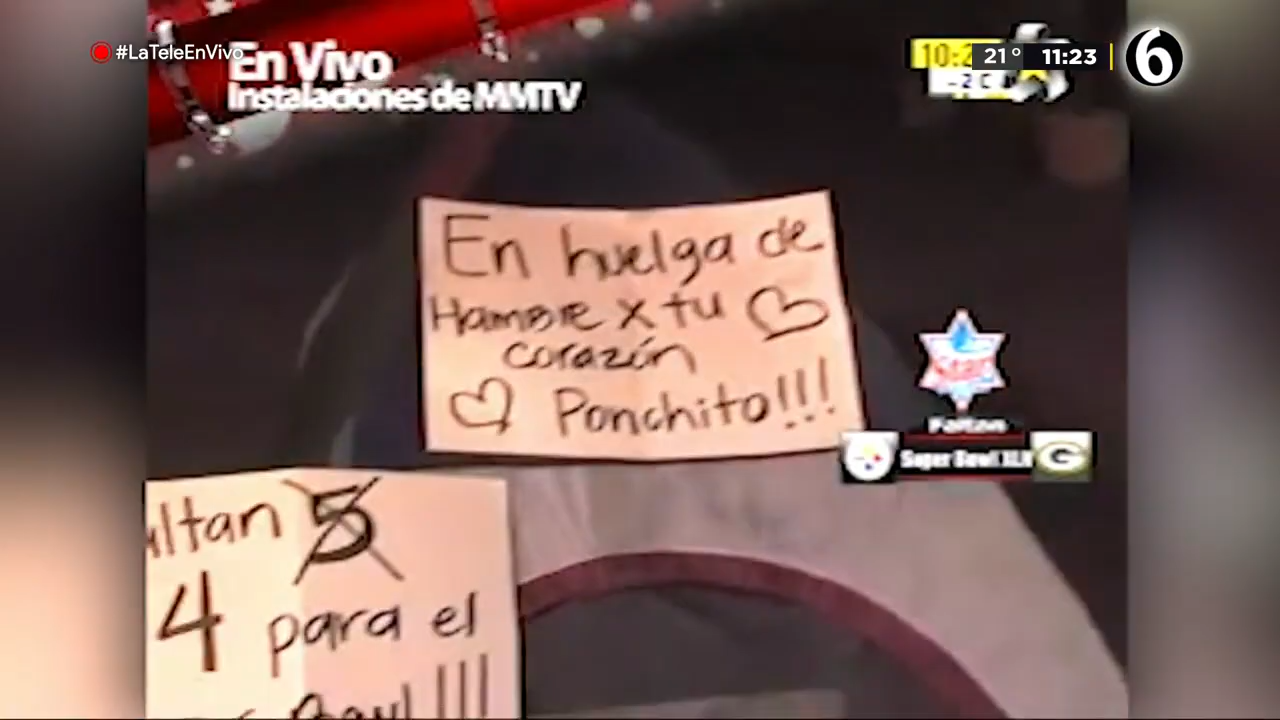 #LaTeleEnVivo
En Vivo
Instalaciones de MMTV
21° 11:23 6
En huelga de
Hambre x tu
corazón
Ponchito!!!
Faltan
Super Bowl XLV
G
ltan 5
4 para el